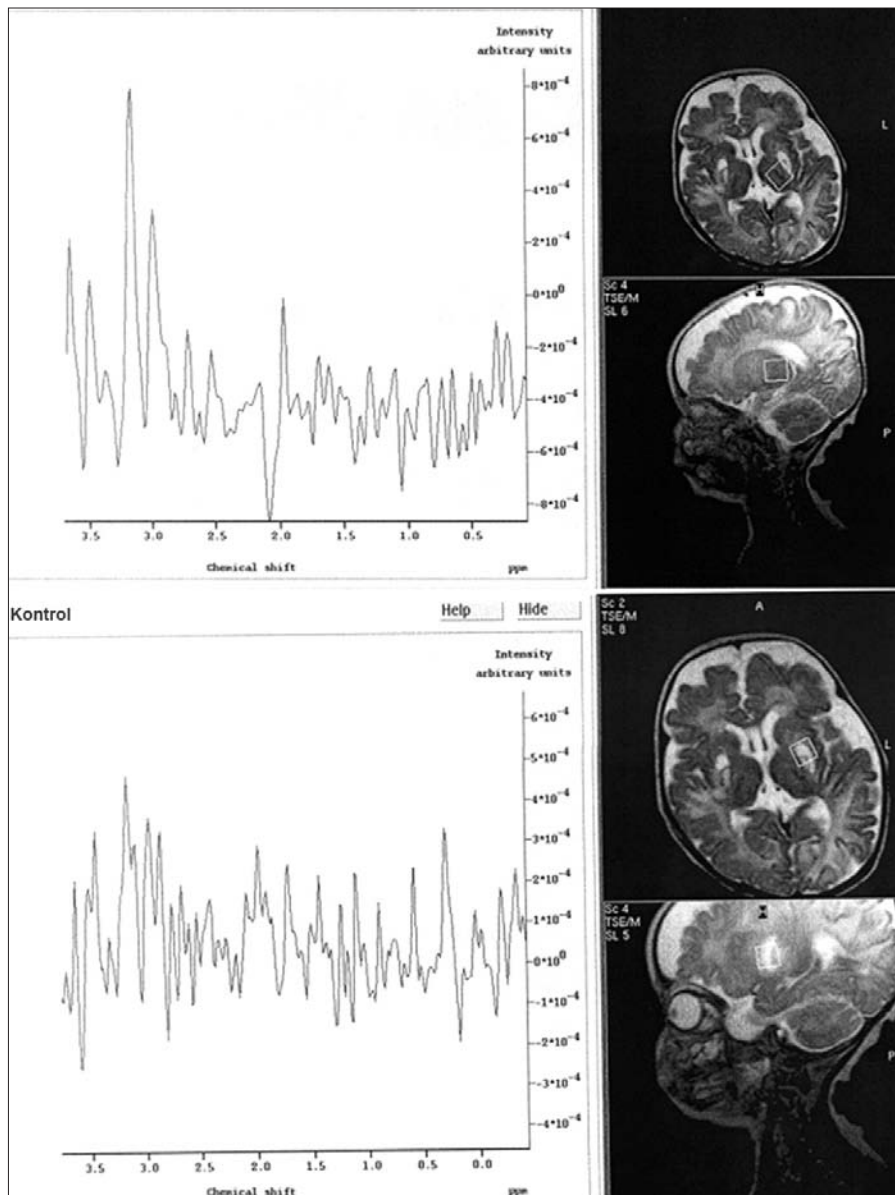 Intensity
arbitrary units
8*10-4
6*10-4
4*10-4
2*10-4
0*100
-2*10-4
-4*10-4
-6*10-4
-8*10-4
3.5 3.0 2.5 2.0 1.5 1.0 0.5
Chemical shift ppm
L
Sc 4
TSE/M
SL 6
P
Kontrol
Help Hide
Intensity
arbitrary units
6*10-4
5*10-4
4*10-4
3*10-4
2*10-4
1*10-4
0*100
-1*10-4
-2*10-4
-3*10-4
-4*10-4
3.5 3.0 2.5 2.0 1.5 1.0 0.5 0.0
Chemical shift ppm
Sc 2
TSE/M
SL 8
A
L
Sc 4
TSE/M
SL 5
P